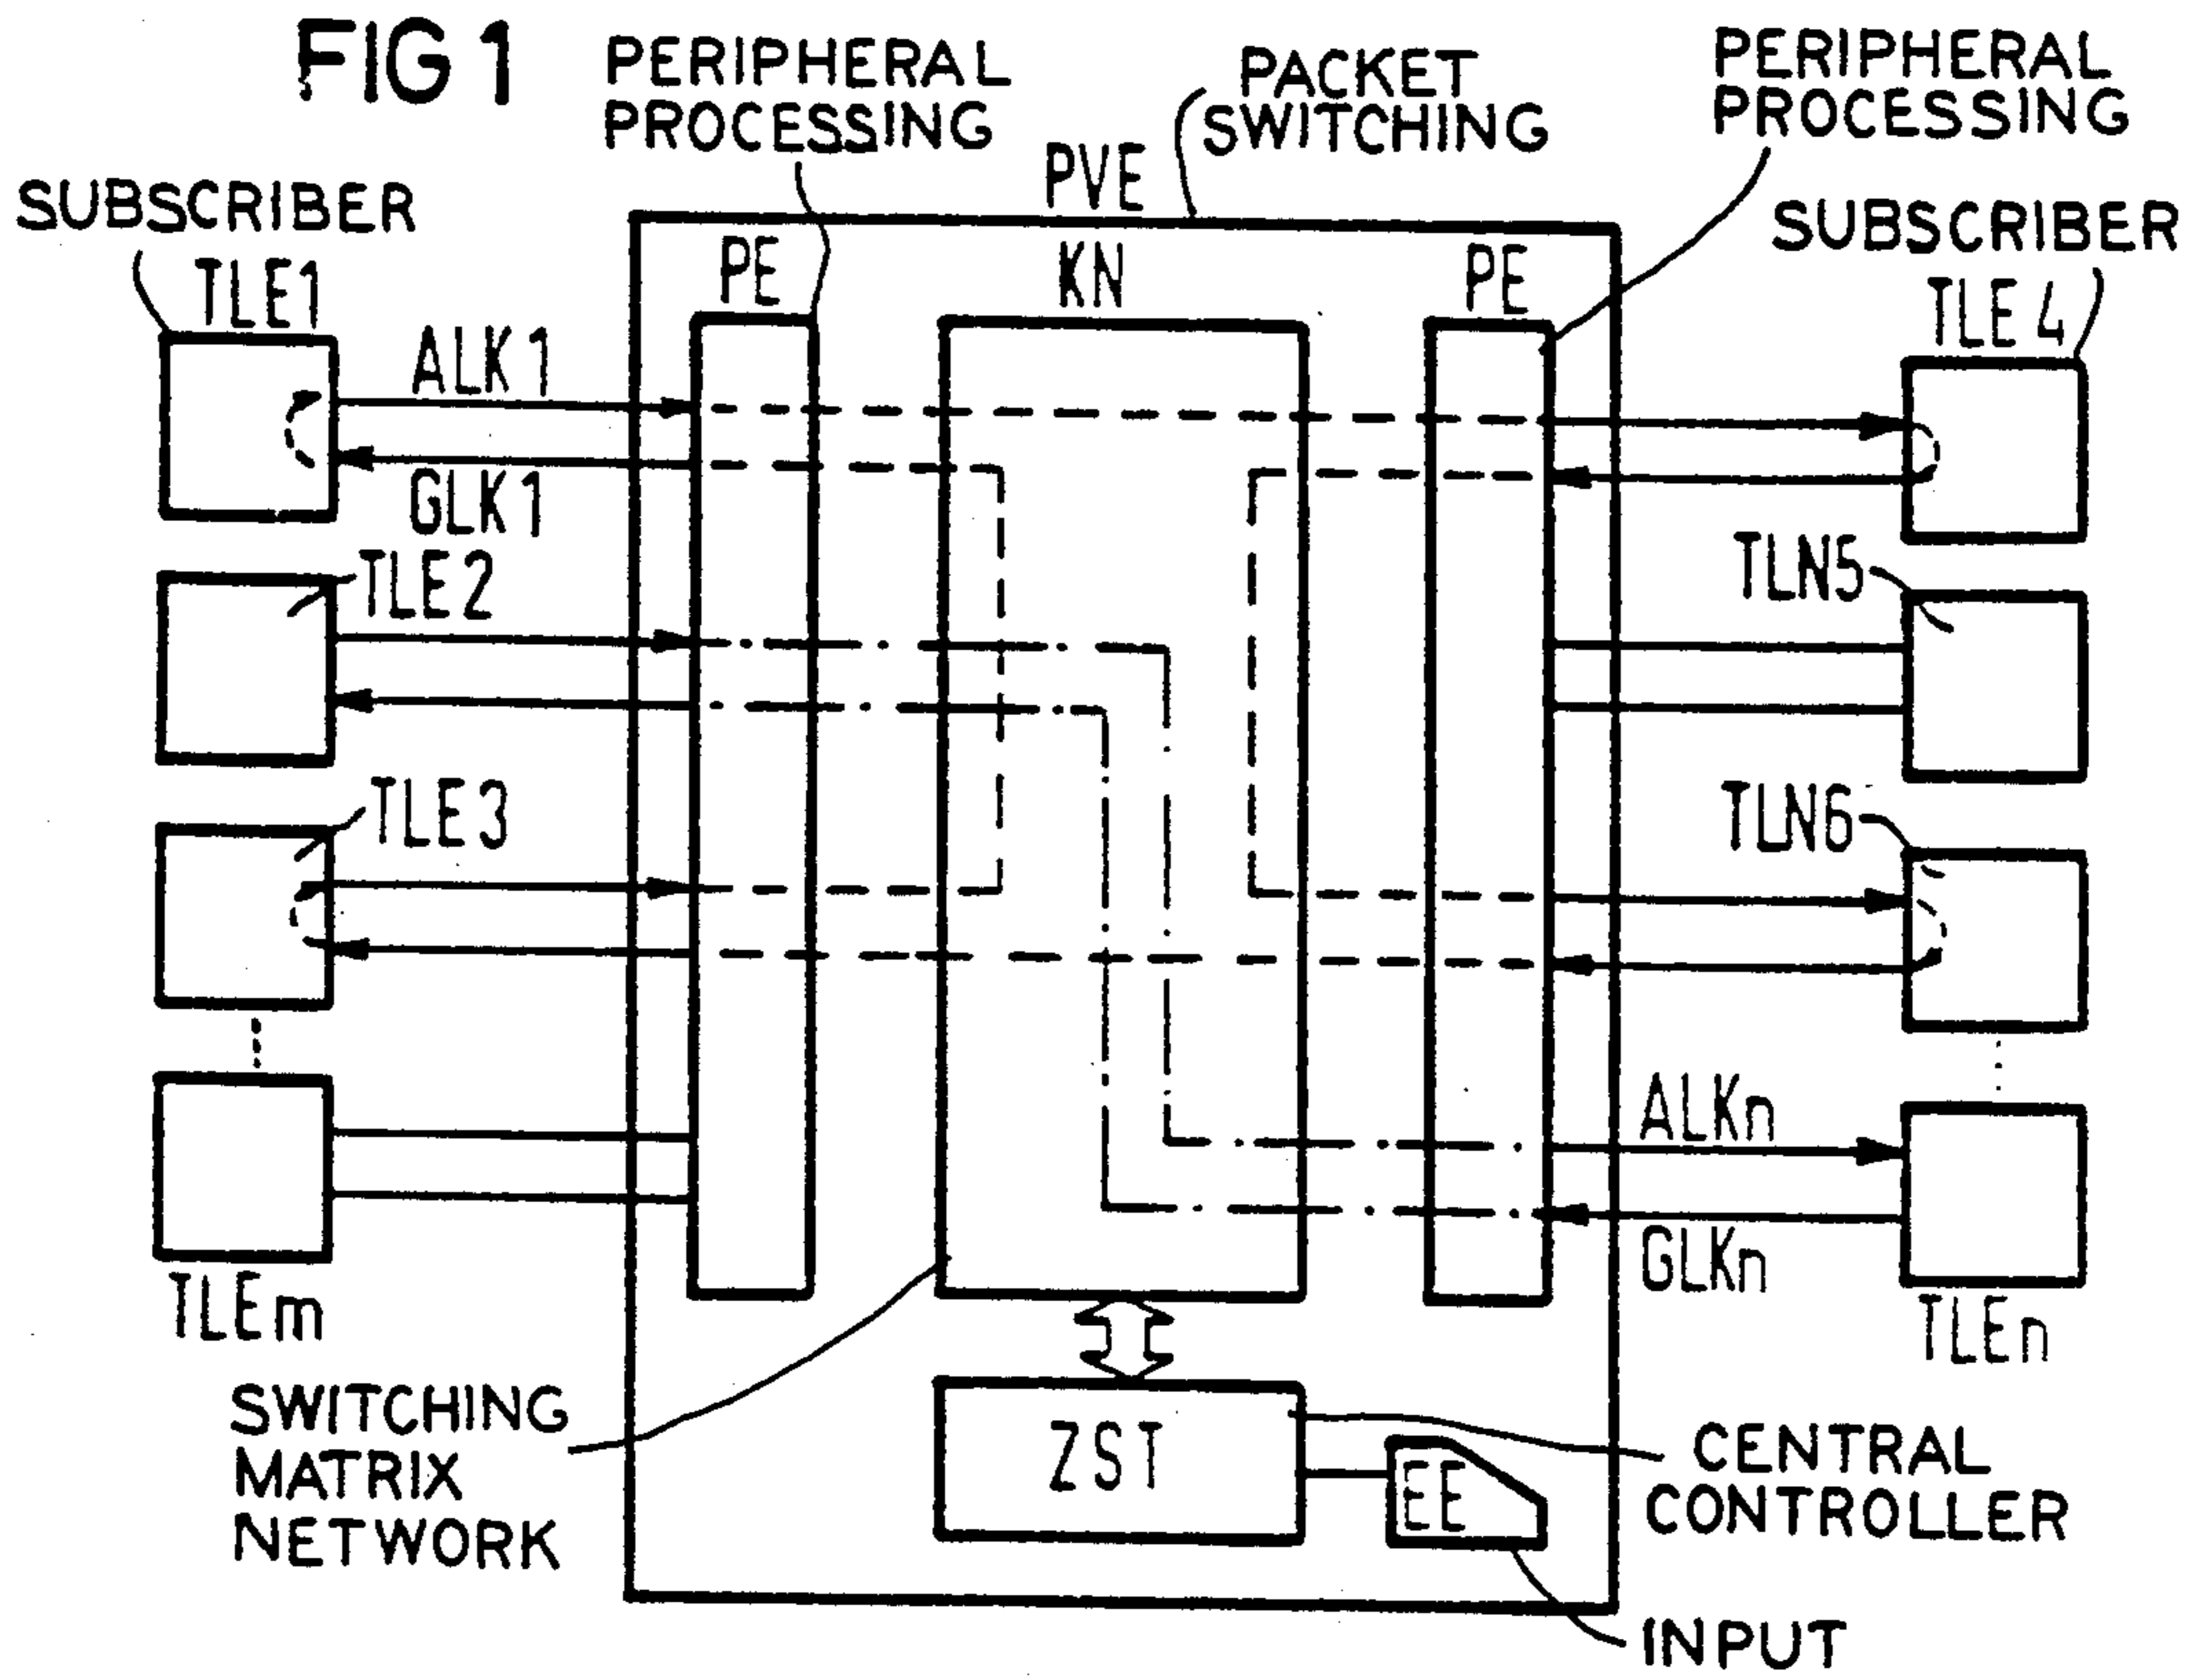 FIG 1
PERIPHERAL
PROCESSING
PACKET
SWITCHING
PERIPHERAL
PROCESSING
SUBSCRIBER
PVE
SUBSCRIBER
TLE1
PE
KN
PE
TLE 4
ALK 1
GLK 1
TLE 2
TLN5
TLE 3
TLN6
ALKn
GLKn
TLEm
TLEn
SWITCHING
MATRIX
NETWORK
ZST
EE
CENTRAL
CONTROLLER
INPUT